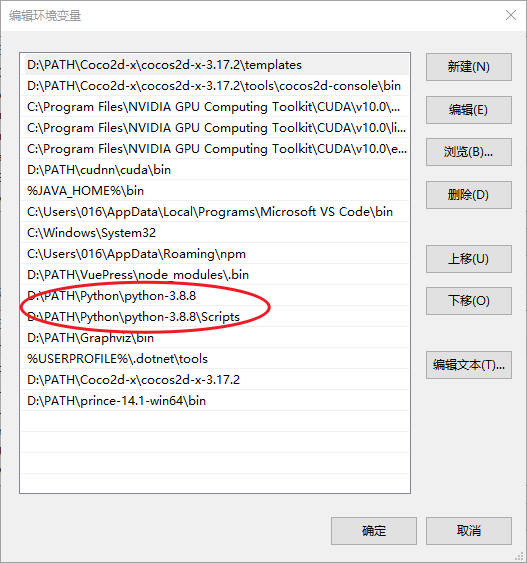 编辑环境变量
D:\PATH\Coco2d-x\cocos2d-x-3.17.2\templates
D:\PATH\Coco2d-x\cocos2d-x-3.17.2\tools\cocos2d-console\bin
C:\Program Files\NVIDIA GPU Computing Toolkit\CUDA\v10.0\...
C:\Program Files\NVIDIA GPU Computing Toolkit\CUDA\v10.0\li...
C:\Program Files\NVIDIA GPU Computing Toolkit\CUDA\v10.0\e...
D:\PATH\cudnn\cuda\bin
%JAVA_HOME%\bin
C:\Users\016\AppData\Local\Programs\Microsoft VS Code\bin
C:\Windows\System32
C:\Users\016\AppData\Roaming\npm
D:\PATH\VuePress\node_modules\.bin
D:\PATH\Python\python-3.8.8
D:\PATH\Python\python-3.8.8\Scripts
D:\PATH\Graphviz\bin
%USERPROFILE%\.dotnet\tools
D:\PATH\Coco2d-x\cocos2d-x-3.17.2
D:\PATH\prince-14.1-win64\bin
新建(N)
编辑(E)
浏览(B)...
删除(D)
上移(U)
下移(O)
编辑文本(T)...
确定
取消